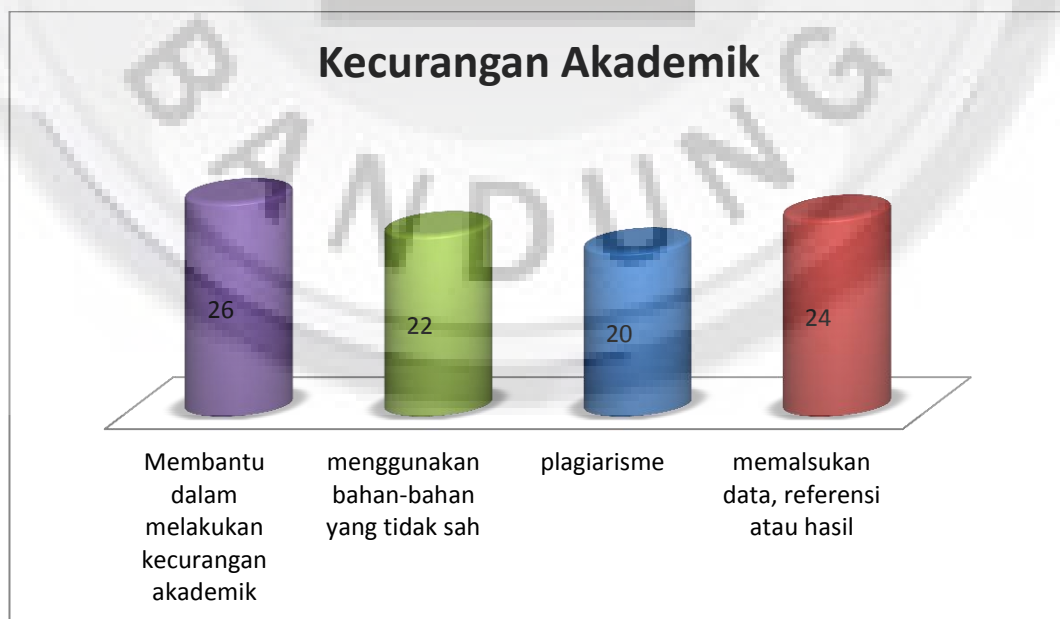 Kecurangan Akademik
BANDUNG
26
22
20
24
Membantu
dalam
melakukan
kecurangan
akademik
menggunakan
bahan-bahan
yang tidak sah
plagiarisme
memalsukan
data, referensi
atau hasil